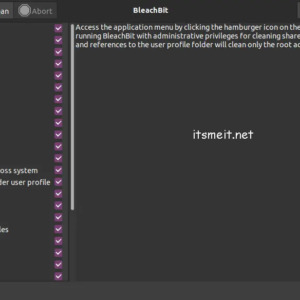 an Abort BleachBit
Access the application menu by clicking the hamburger icon on the
running BleachBit with administrative privileges for cleaning share
and references to the user profile folder will clean only the root ac
itsmeit.net
oss system
der user profile
les